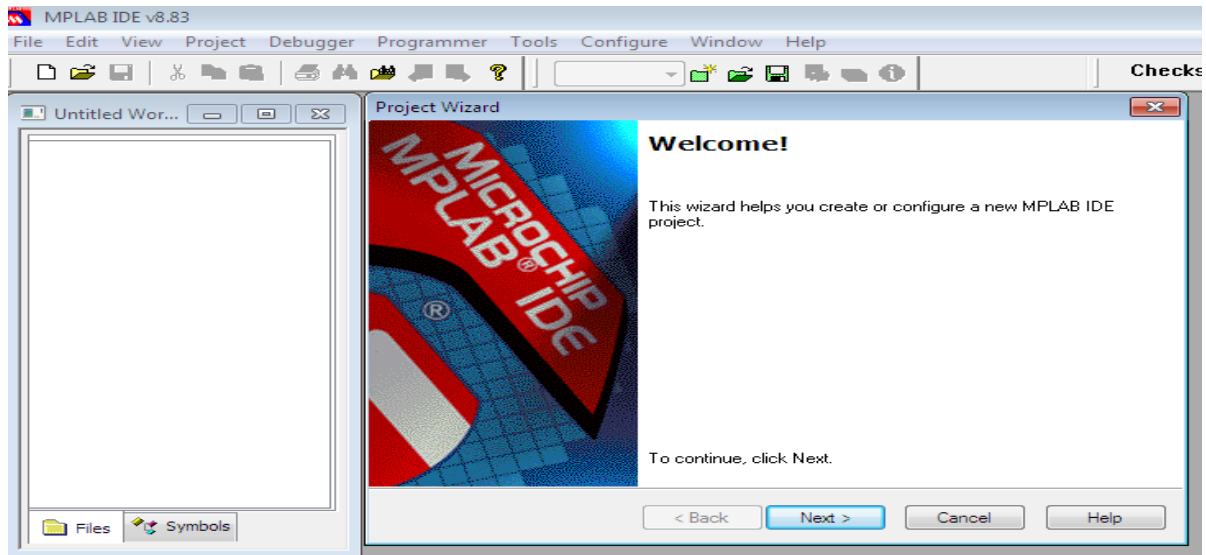 MPLAB IDE v8.83
File Edit View Project Debugger Programmer Tools Configure Window Help
Checks
Untitled Wor...
Project Wizard
MICROCHIP
MPLAB® IDE
®
Welcome!
This wizard helps you create or configure a new MPLAB IDE
project.
To continue, click Next.
< Back Next > Cancel Help
Files Symbols